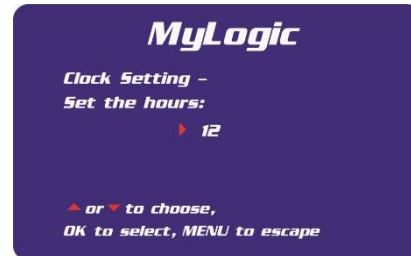 MyLogic
Clock Setting –
Set the hours:
12
or to choose,
OK to select, MENU to escape